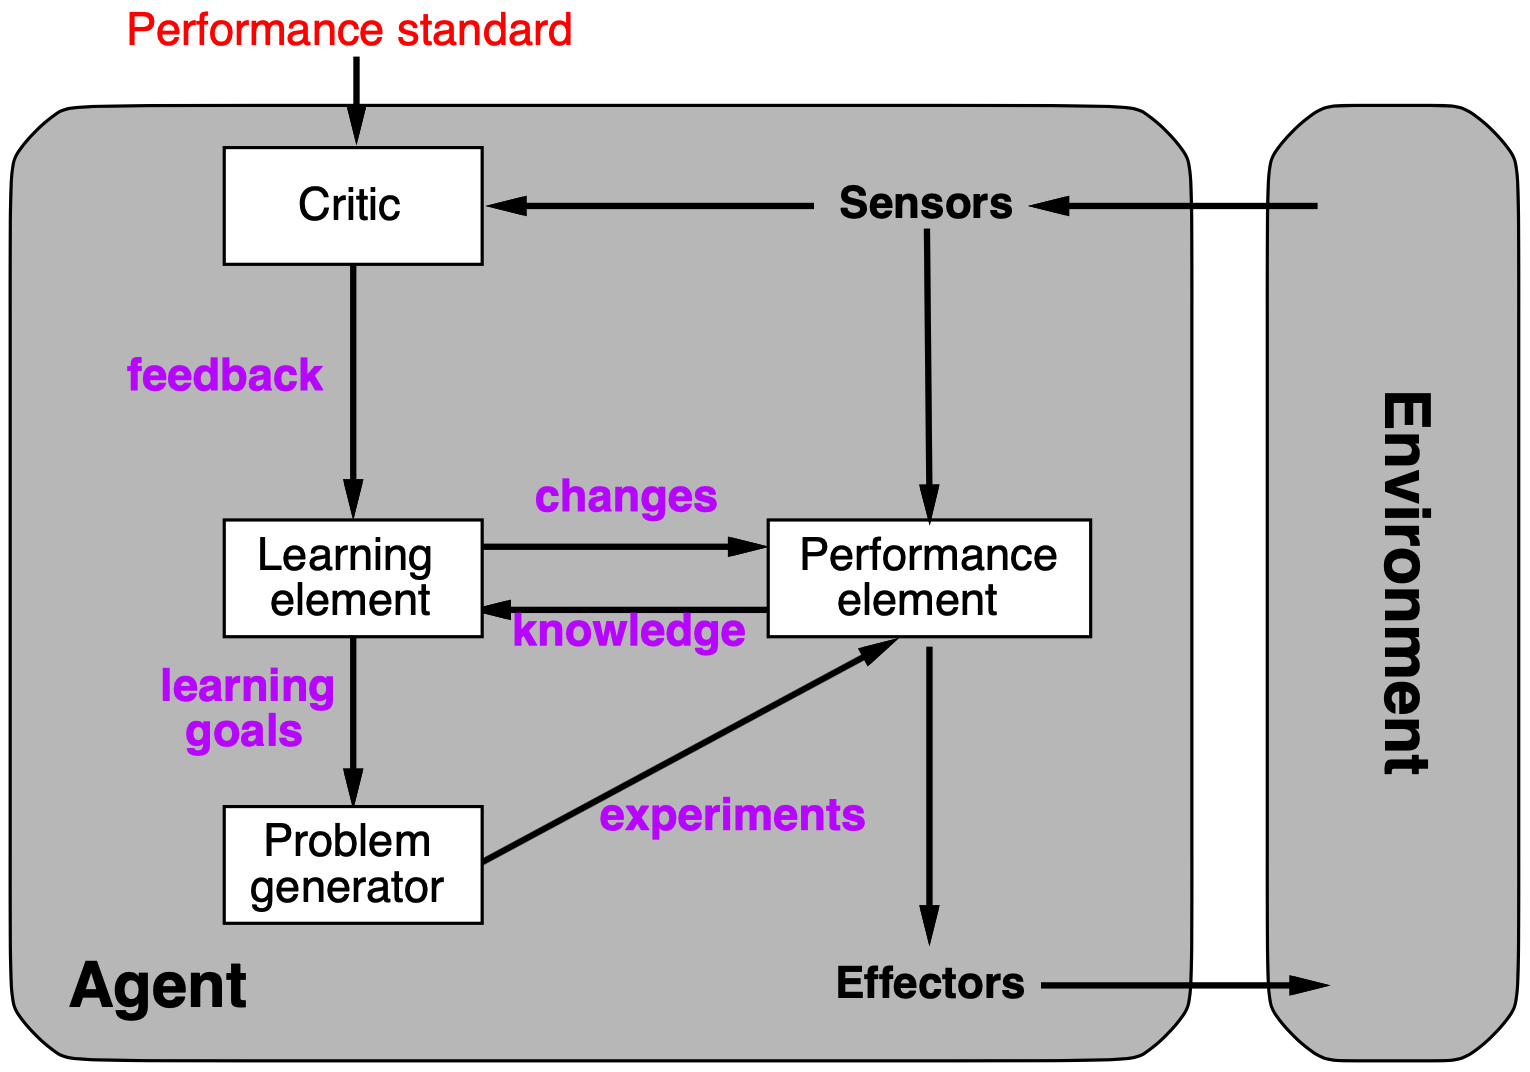 Performance standard
Critic
Sensors
feedback
changes
Learning
element
Performance
element
knowledge
learning
goals
experiments
Problem
generator
Agent
Effectors
Environment